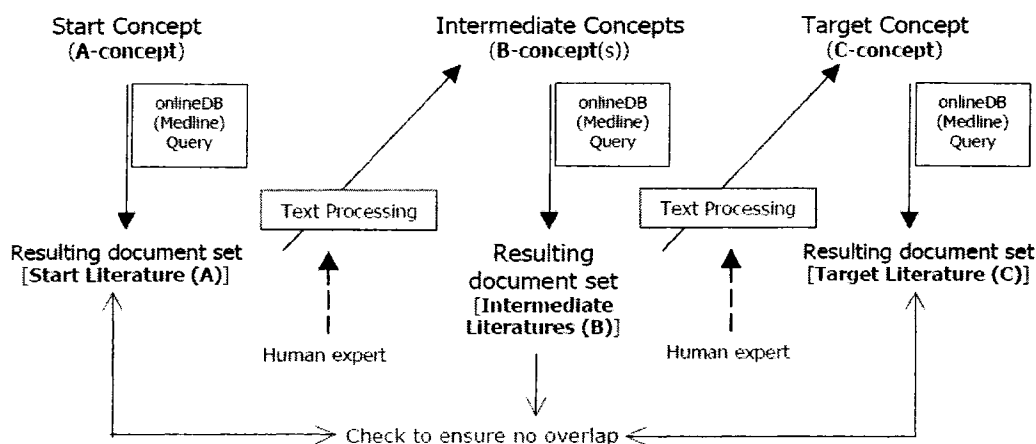 Start Concept
(A-concept)
Intermediate Concepts
(B-concept(s))
Target Concept
(C-concept)
onlineDB
(Medline)
Query
onlineDB
(Medline)
Query
onlineDB
(Medline)
Query
Text Processing
Text Processing
Resulting document set
[Start Literature (A)]
Resulting
document set
[Intermediate
Literatures (B)]
Resulting document set
[Target Literature (C)]
Human expert
Human expert
Check to ensure no overlap